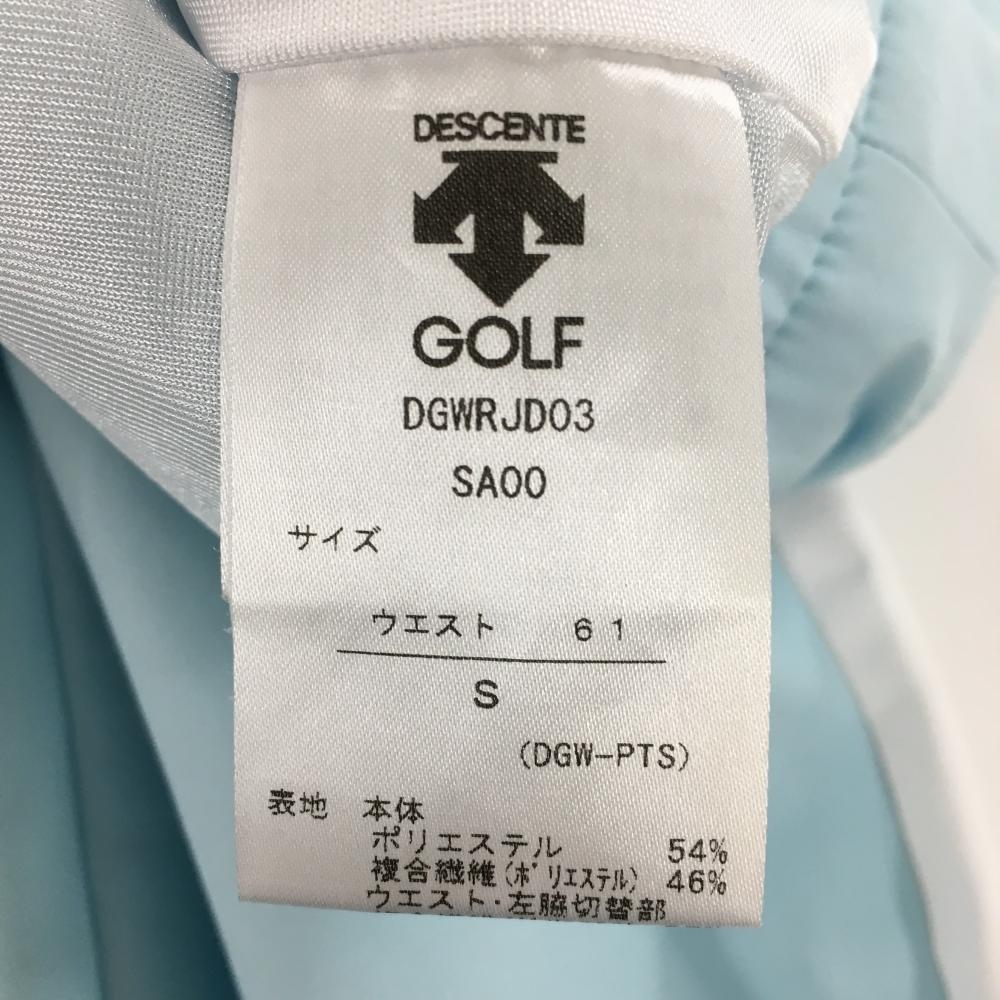 DESCENTE
GOLF
DGWRJD03
SA00
サイズ
ウエスト 61
S
(DGW-PTS)
表地 本体
ポリエステル 54%
複合繊維(ポリエステル) 46%
ウエスト・左脇切替部